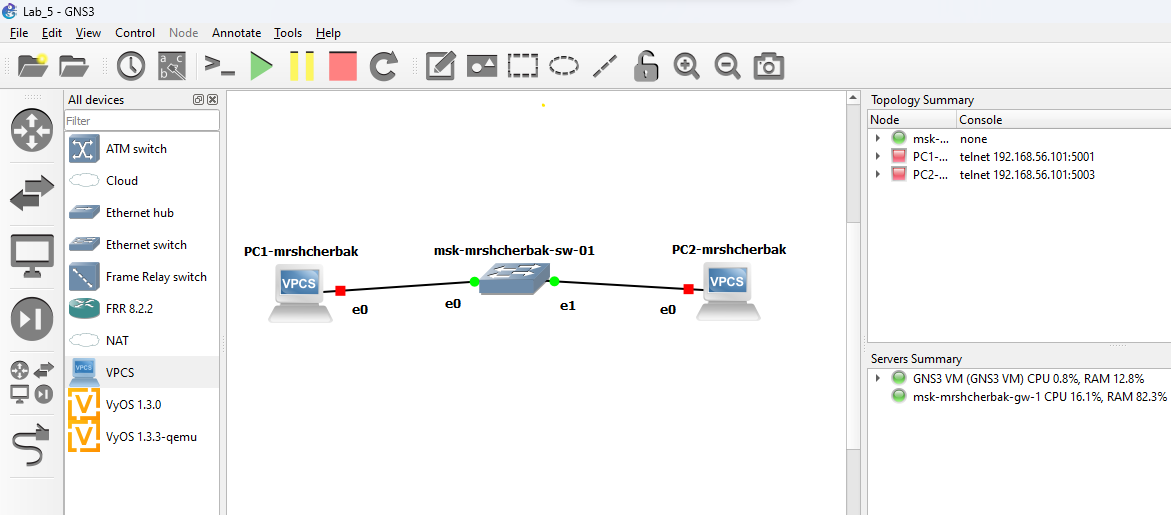 Lab_5 - GNS3
File Edit View Control Node Annotate Tools Help
All devices
Filter
ATM switch
Cloud
Ethernet hub
Ethernet switch
Frame Relay switch
FRR 8.2.2
NAT
VPCS
VPCS
VyOS 1.3.0
VyOS 1.3.3-qemu
PC1-mrshcherbak
VPCS
e0
msk-mrshcherbak-sw-01
e0
e1
PC2-mrshcherbak
VPCS
e0
Topology Summary
Node Console
msk-... none
PC1-... telnet 192.168.56.101:5001
PC2-... telnet 192.168.56.101:5003
Servers Summary
GNS3 VM (GNS3 VM) CPU 0.8%, RAM 12.8%
msk-mrshcherbak-gw-1 CPU 16.1%, RAM 82.3%